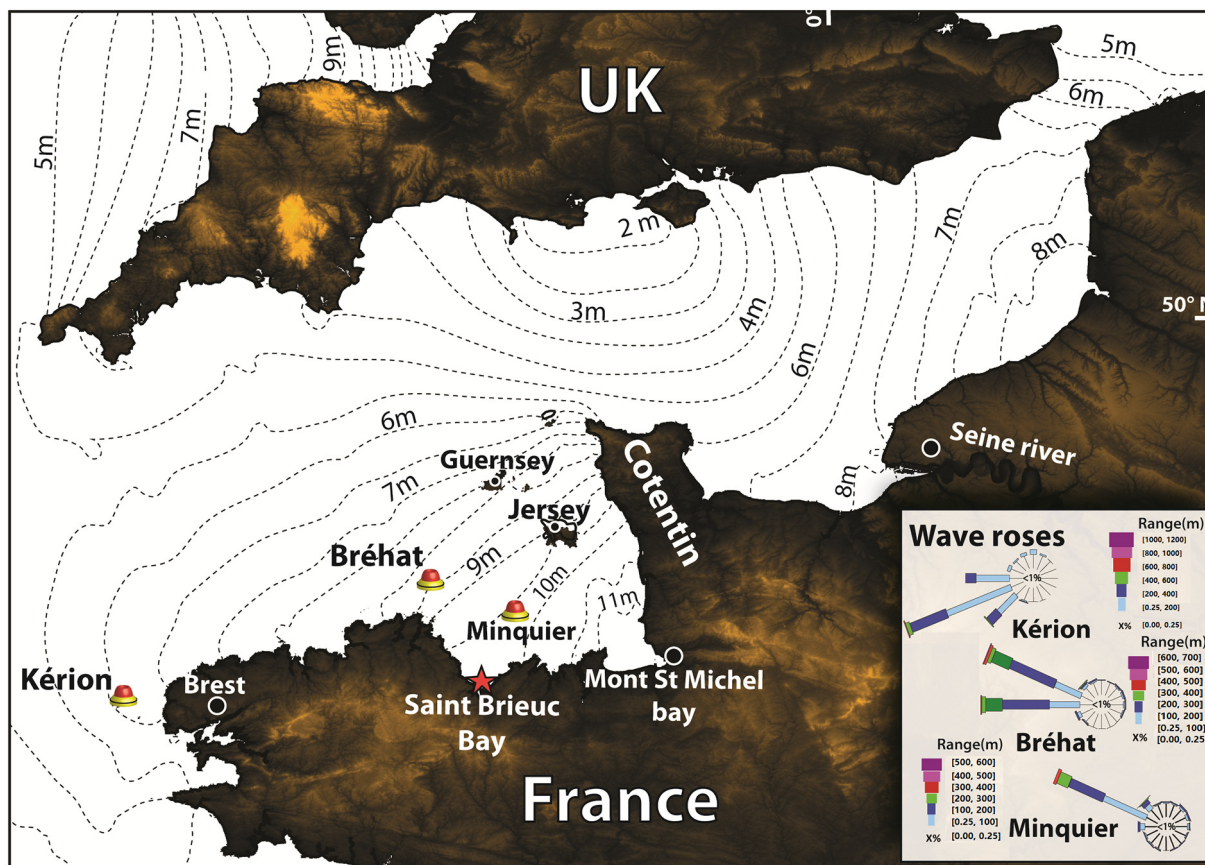 0°
5m
9m
UK
6m
7m
5m
2 m
7m
8m
50° N
3m
4m
6m
6m
Cotentin
Seine river
Guernsey
7m
8m
Jersey
Bréhat
9m
10m
11m
Minquier
Kérion
Brest
Saint Brieuc
Bay
Mont St Michel
bay
France
Wave roses
<1%
Kérion
Range(m)
[1000, 1200]
[800, 1000]
[600, 800]
[400, 600]
[200, 400]
[0.25, 200]
X% [0.00, 0.25]
<1%
Bréhat
Range(m)
[600, 700]
[500, 600]
[400, 500]
[300, 400]
[200, 300]
[100, 200]
[0.25, 100]
X% [0.00, 0.25]
Range(m)
[500, 600]
[400, 500]
[300, 400]
[200, 300]
[100, 200]
[0.25, 100]
X% [0.00, 0.25]
<1%
Minquier